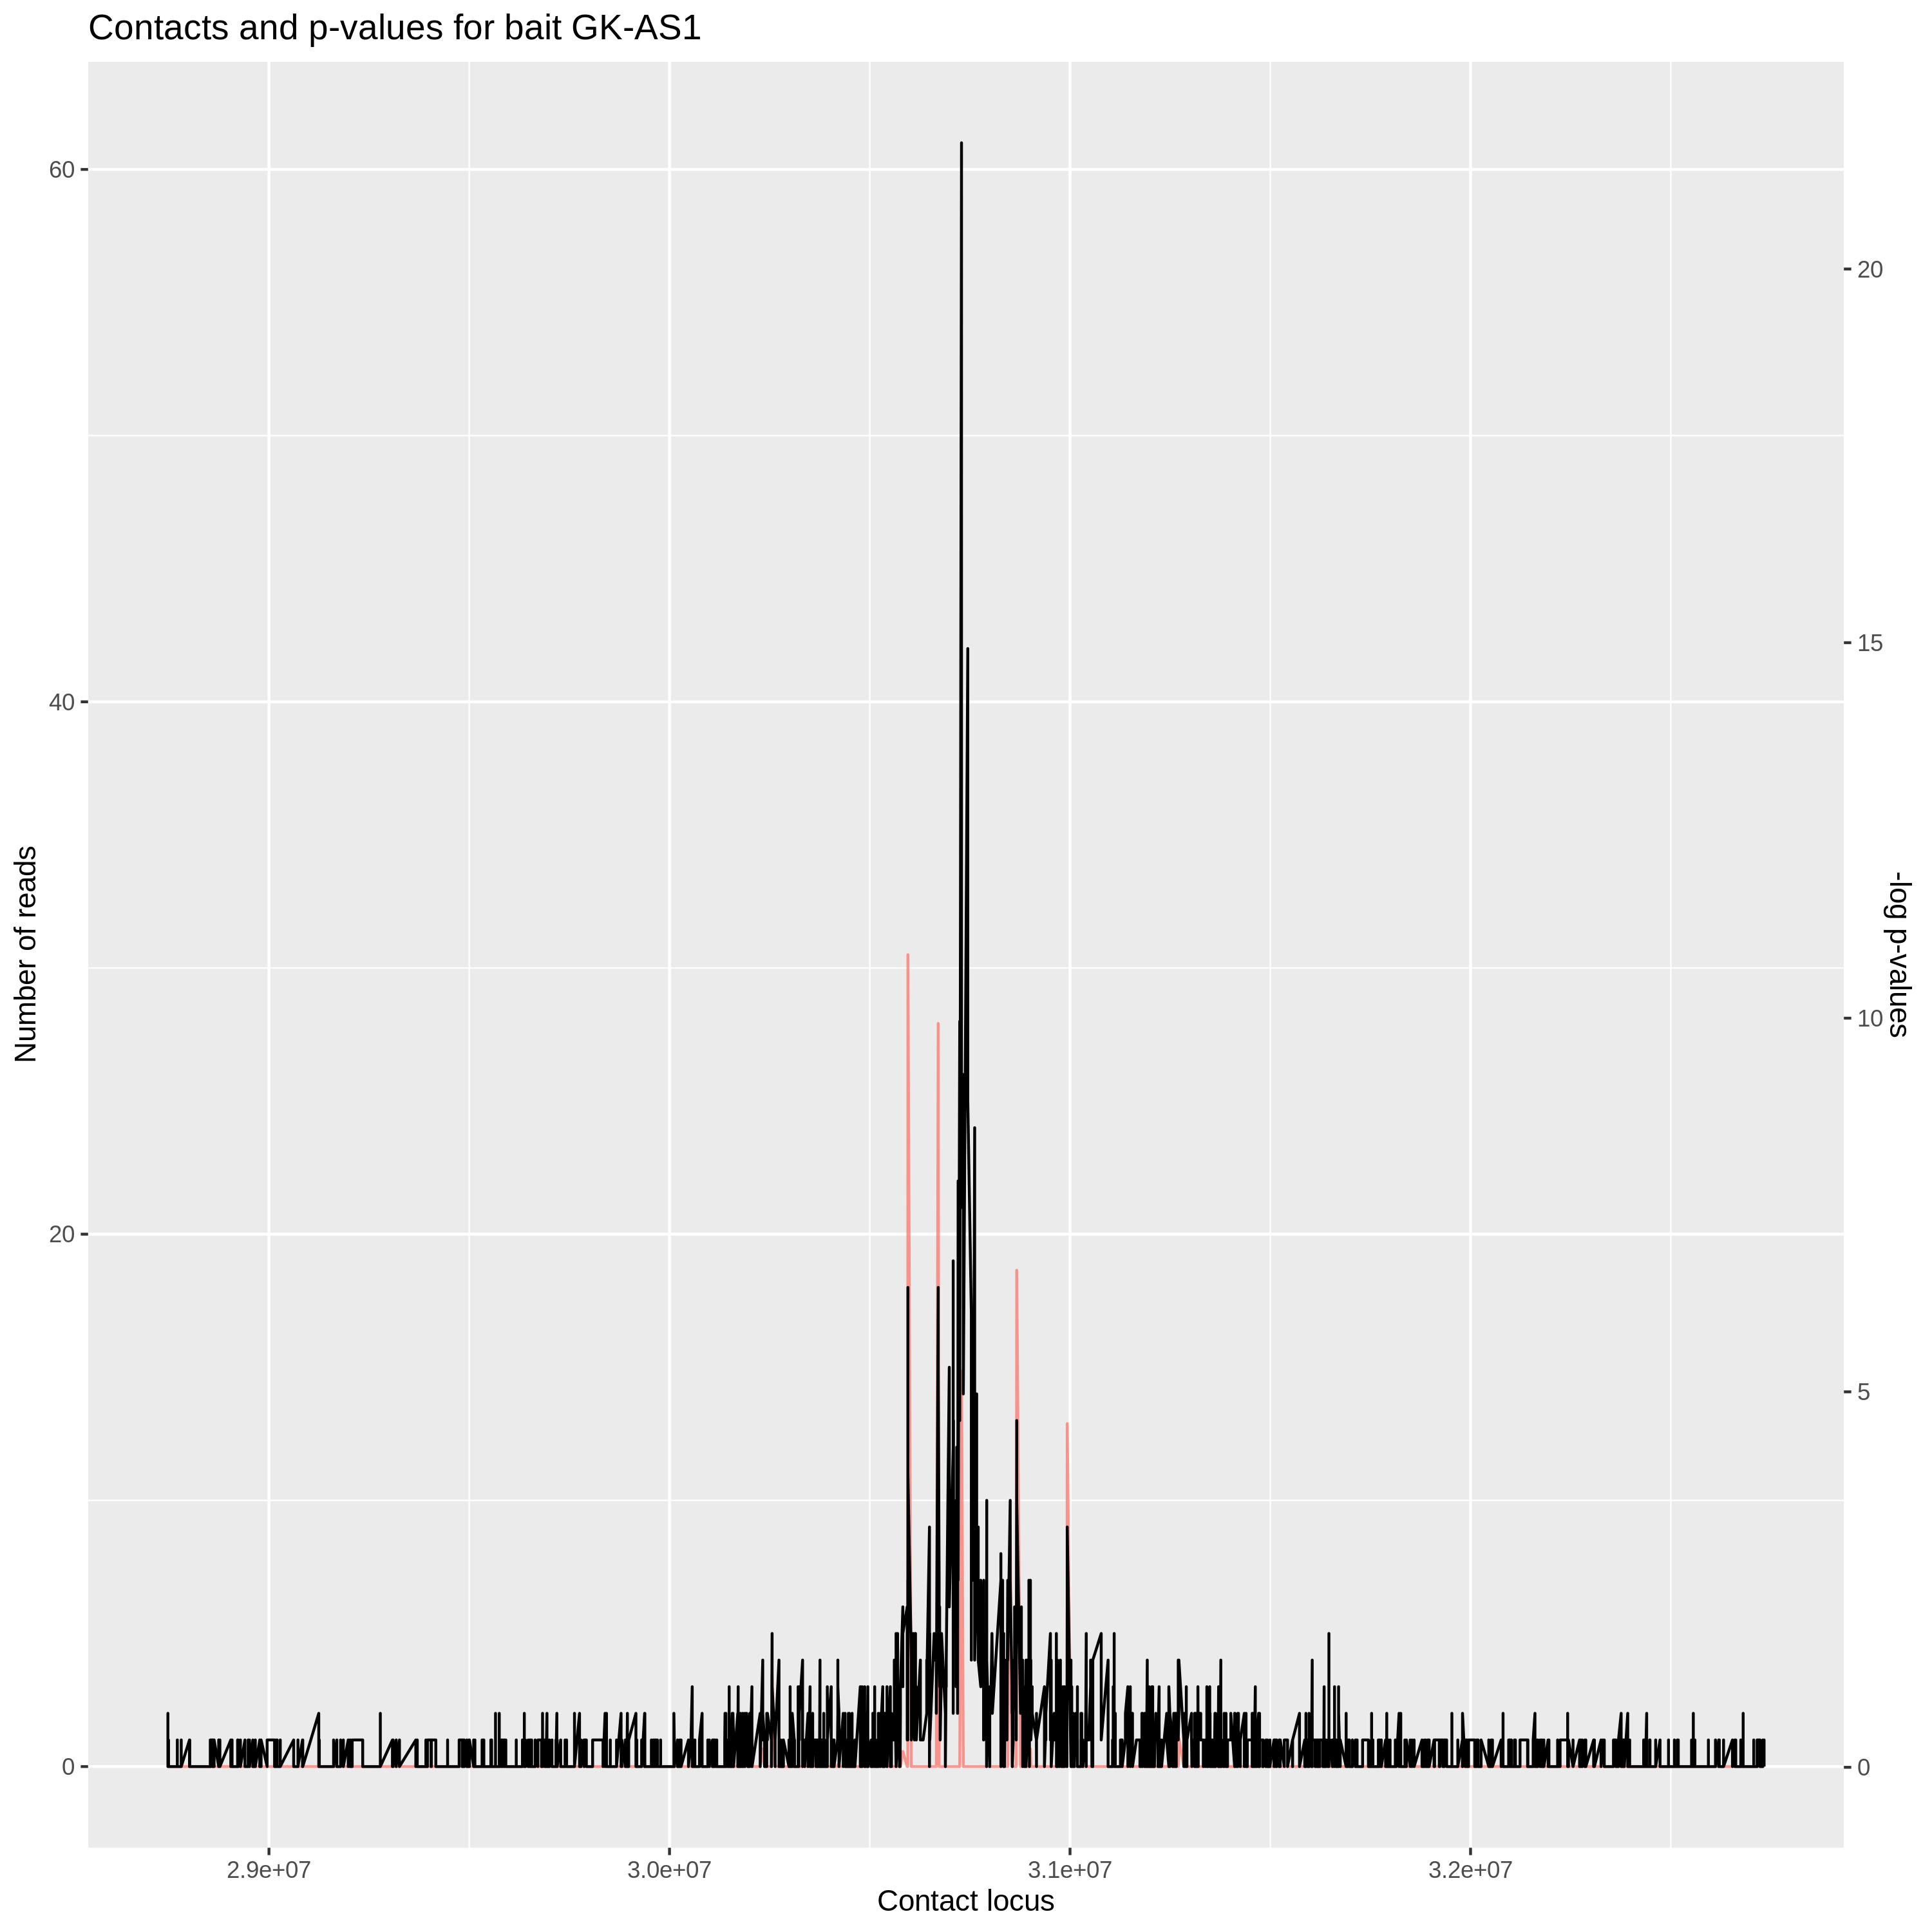 Contacts and p-values for bait GK-AS1
60
40
20
0
Number of reads
20
15
10
5
0
-log p-values
2.9e+07 3.0e+07 3.1e+07 3.2e+07
Contact locus